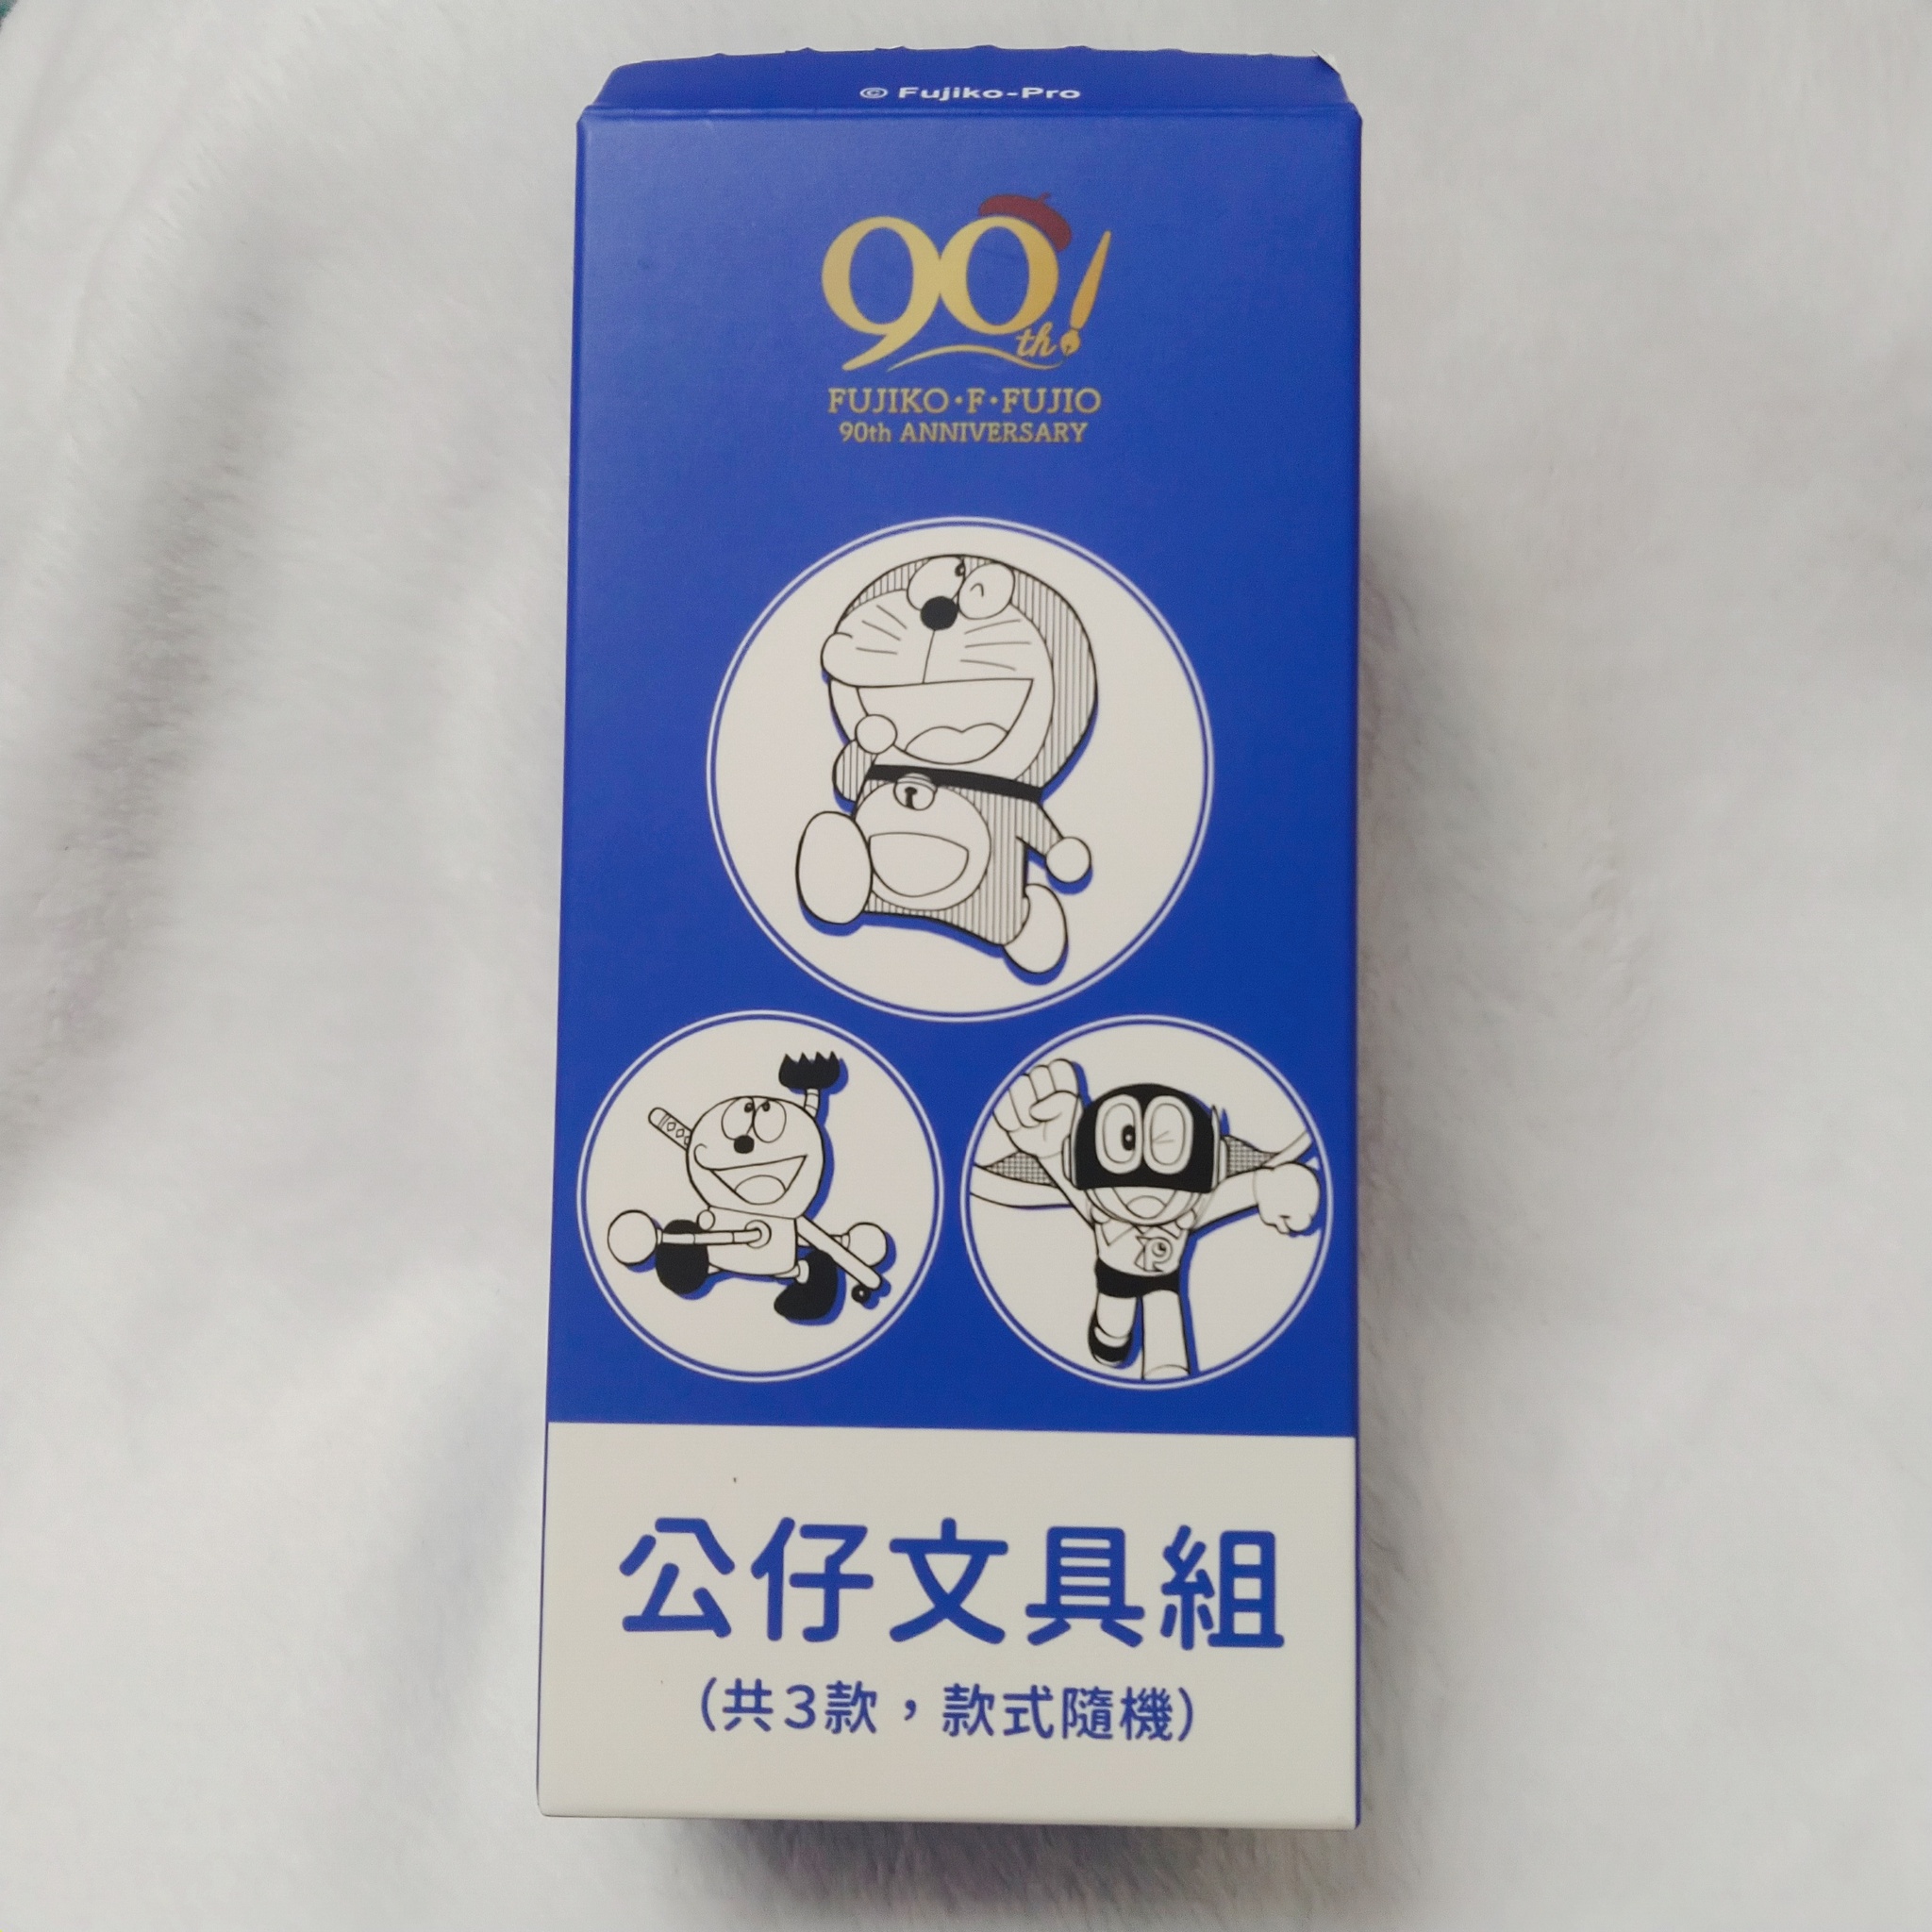 © Fujiko-Pro
90th
FUJIKO・F・FUJIO
90th ANNIVERSARY
P
公仔文具組
(共3款，款式隨機)